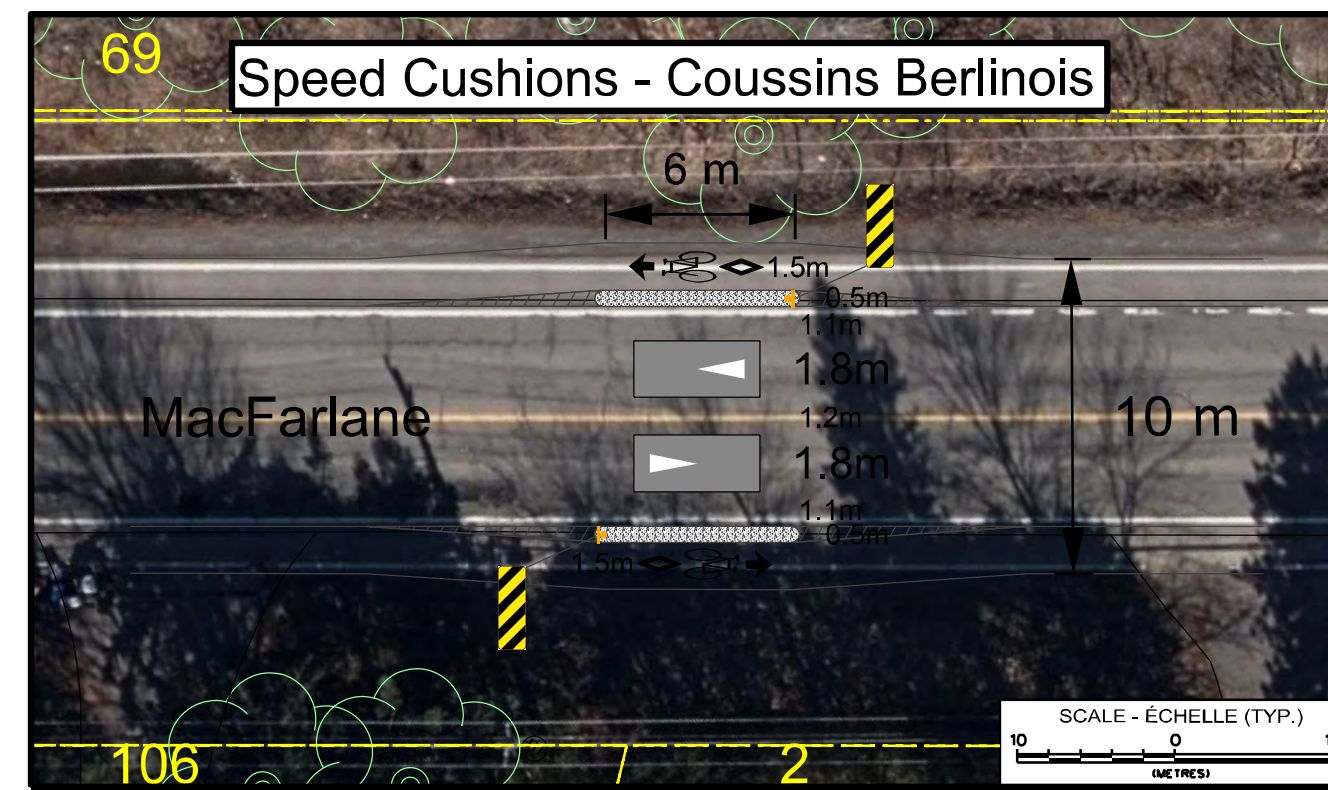 69
Speed Cushions - Coussins Berlinois
6 m
1.5m
0.5m
1.1m
1.8m
MacFarlane
1.2m
10 m
1.8m
1.1m
0.5m
1.5m
SCALE - ÉCHELLE (TYP.)
10 0
(METRES)
106
2